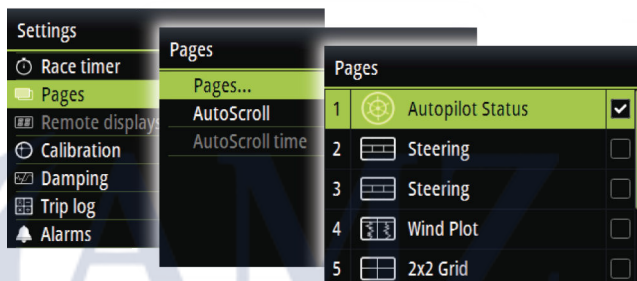 Settings
Race timer
Pages
Remote displays
Calibration
Damping
Trip log
Alarms
Pages
Pages...
AutoScroll
AutoScroll time
Pages
1 Autopilot Status
2 Steering
3 Steering
4 Wind Plot
5 2x2 Grid